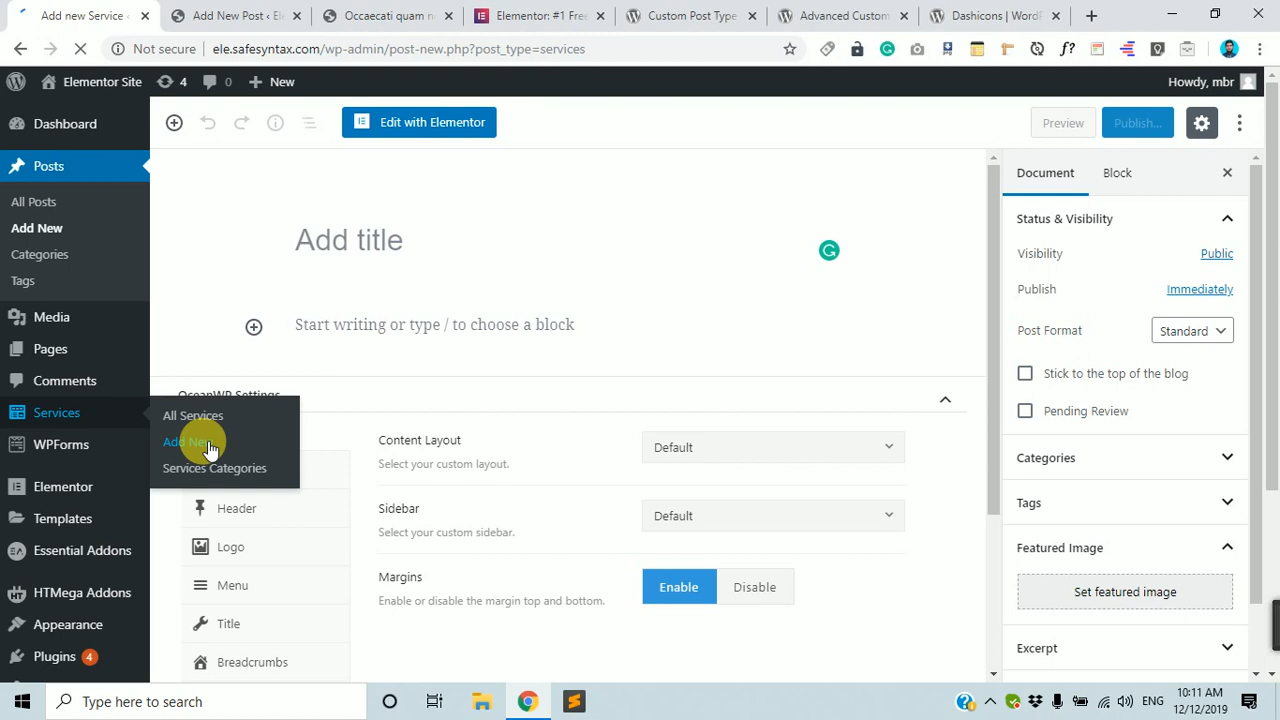 Add new Service ‹
Add New Post ‹ E
Occaecati quam n
Elementor: #1 Free
Custom Post Type
Advanced Custom
Dashicons | WordP
Not secure
ele.safesyntax.com/wp-admin/post-new.php?post_type=services
f?
Elementor Site
4
0
New
Howdy, mbr
Dashboard
Edit with Elementor
Preview
Publish...
Posts
Document
Block
All Posts
Add New
Categories
Tags
Add title
Status & Visibility
Visibility
Public
Publish
Immediately
Media
Start writing or type / to choose a block
Post Format
Standard
Pages
Stick to the top of the blog
Comments
OceanWP Settings
Pending Review
Services
All Services
Add New
Services Categories
WPForms
Content Layout
Select your custom layout.
Default
Categories
Elementor
Header
Sidebar
Select your custom sidebar.
Default
Tags
Templates
Logo
Featured Image
Essential Addons
Menu
Margins
Enable or disable the margin top and bottom.
Enable
Disable
Set featured image
HTMega Addons
Title
Appearance
Breadcrumbs
Excerpt
Plugins 4
Type here to search
ENG
10:11 AM
12/12/2019